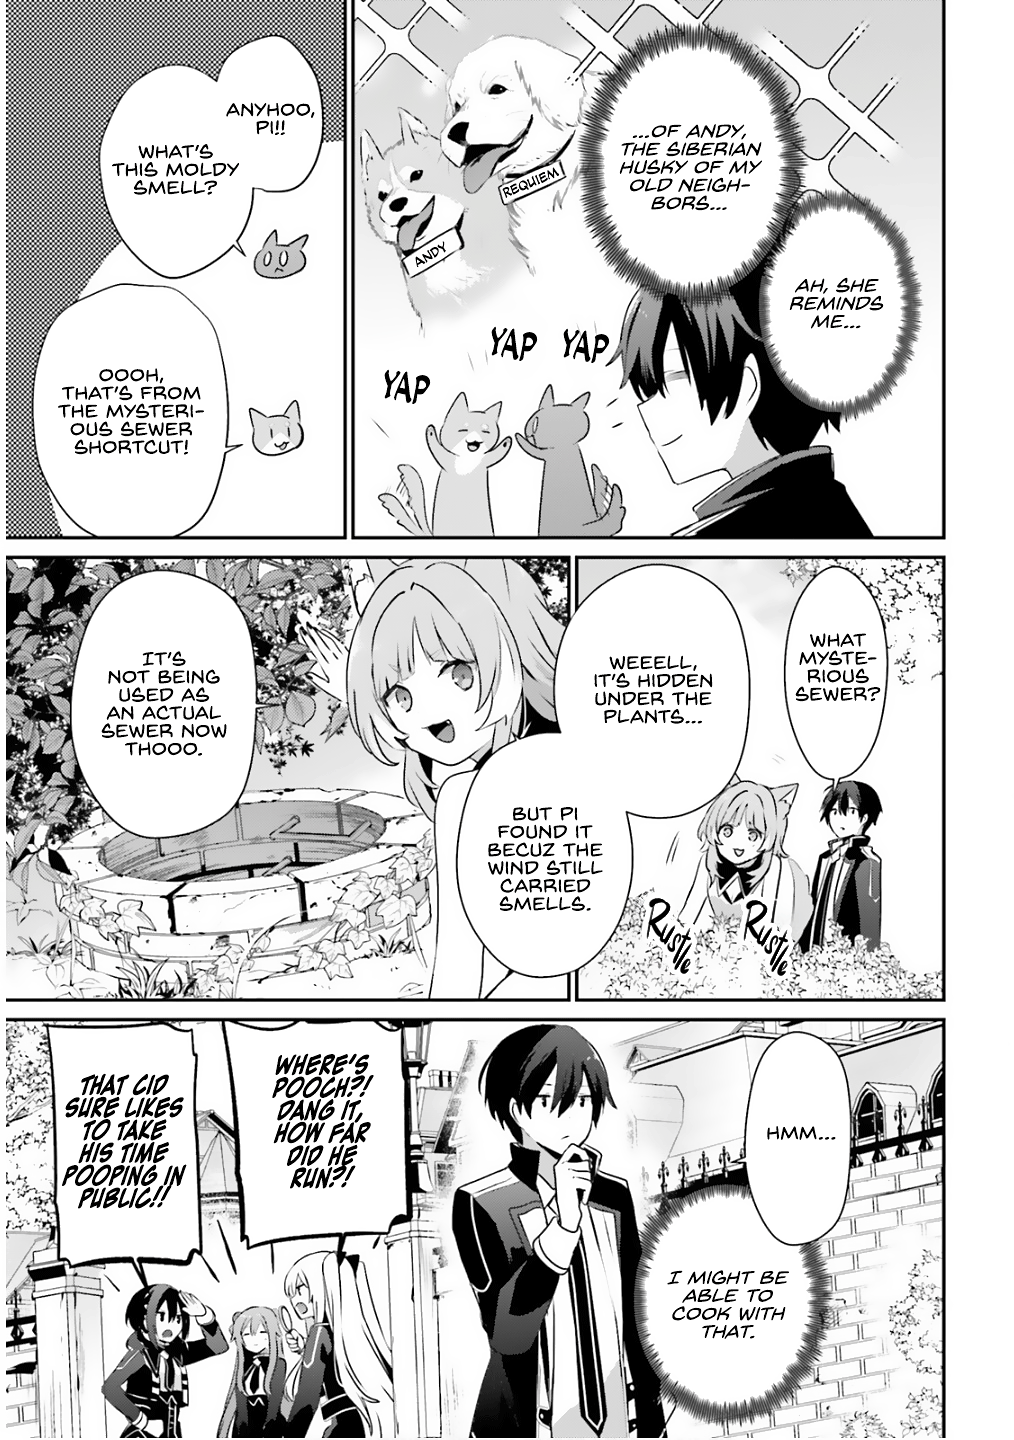 AH, SHE
REMINDS
ME...
...OF ANDY,
THE SIBERIAN
HUSKY OF MY
OLD NEIGH-
BORS...
REQUIEM
ANDY
YAP
YAP
YAP
ANYHOO,
PI!!
WHAT'S
THIS MOLDY
SMELL?
OOOH,
THAT'S FROM
THE MYSTERI-
OUS SEWER
SHORTCUT!
WHAT
MYSTE-
RIOUS
SEWER?
WEEELL,
IT'S HIDDEN
UNDER THE
PLANTS...
BUT PI
FOUND IT
BECUZ THE
WIND STILL
CARRIED
SMELLS.
RUSTLE
RUSTLE
IT'S
NOT BEING
USED AS
AN ACTUAL
SEWER NOW
THOOO.
HMM...
I MIGHT BE
ABLE TO
COOK WITH
THAT.
WHERE'S
POOCH?!
DANG IT,
HOW FAR
DID HE
RUN?!
THAT CID
SURE LIKES
TO TAKE
HIS TIME
POOPING IN
PUBLIC!!